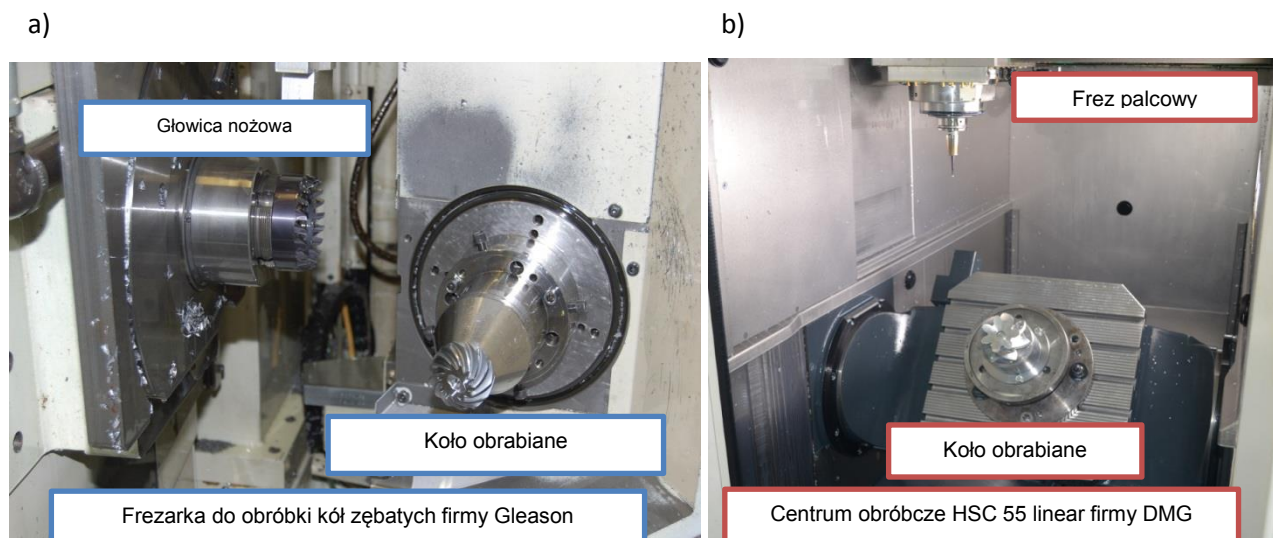 a)
b)
Głowica nożowa
Frez palcowy
Koło obrabiane
Koło obrabiane
Frezarka do obróbki kół zębatych firmy Gleason
Centrum obróbcze HSC 55 linear firmy DMG